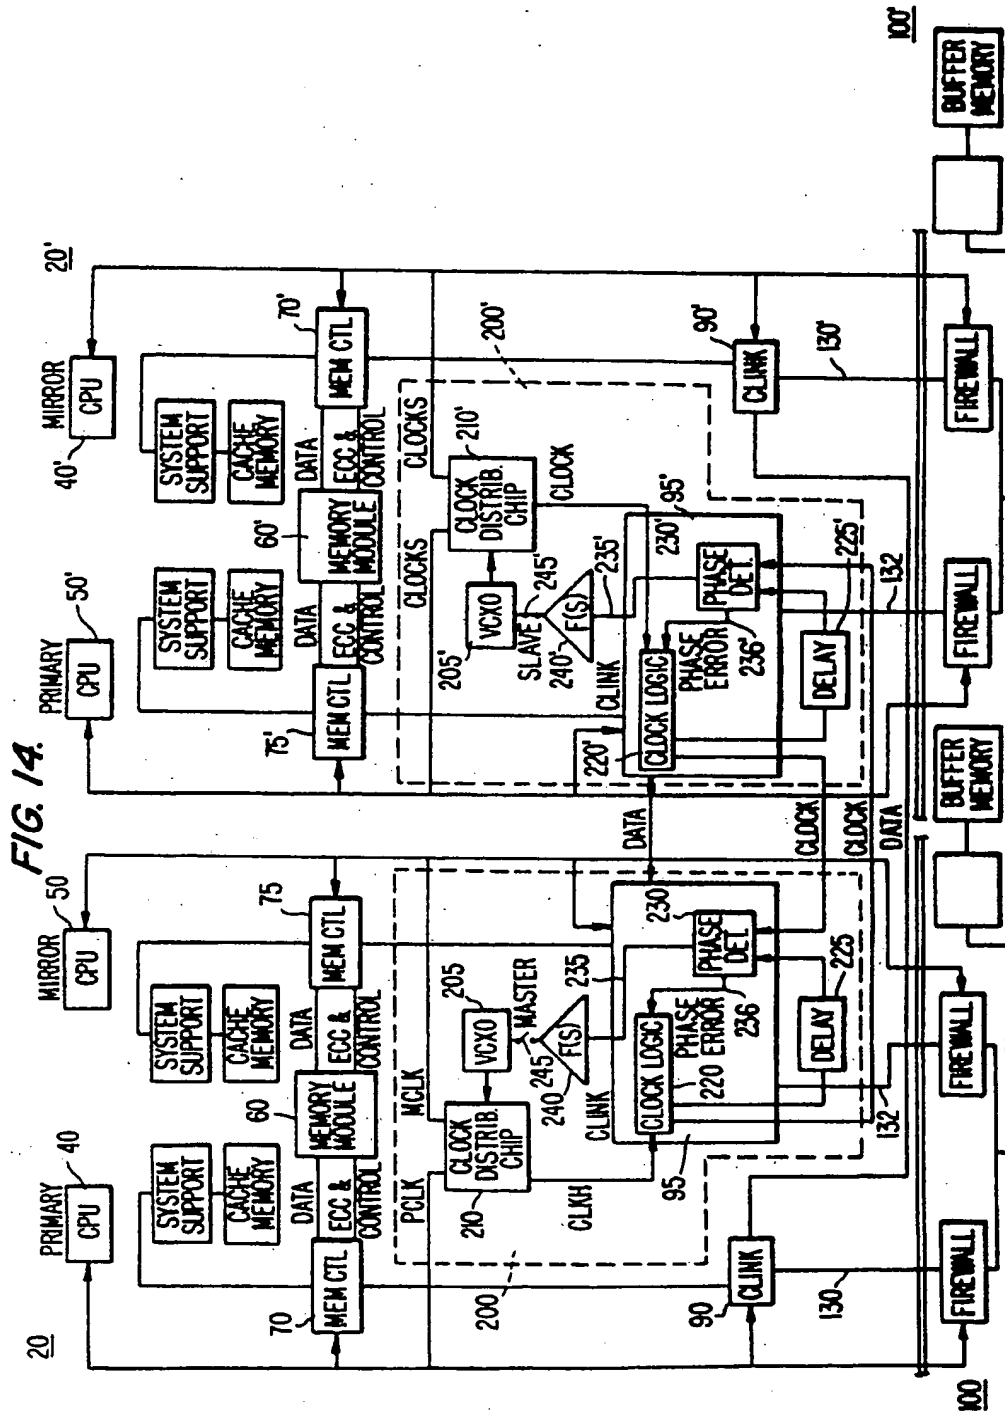 FIG. 14.
20
PRIMARY
40
CPU
MIRROR
50
CPU
SYSTEM
SUPPORT
CACHE
MEMORY
SYSTEM
SUPPORT
CACHE
MEMORY
70
MEM CTL
DATA
ECC &
CONTROL
60
MEMORY
MODULE
DATA
ECC &
CONTROL
75
MEM CTL
PCLK
MCLK
200
210
CLOCK
DISTRIB.
CHIP
205
VCXO
MASTER
245
240
F(S)
235
CLKH
CLINK
95
CLOCK LOGIC
220
PHASE
ERROR
236
230
PHASE
DET.
DELAY
225
90
CLINK
130
132
FIREWALL
FIREWALL
100
BUFFER
MEMORY
DATA
CLOCK
CLOCK
DATA
20'
PRIMARY
50'
CPU
MIRROR
40'
CPU
SYSTEM
SUPPORT
CACHE
MEMORY
SYSTEM
SUPPORT
CACHE
MEMORY
75'
MEM CTL
DATA
ECC &
CONTROL
60'
MEMORY
MODULE
DATA
ECC &
CONTROL
70'
MEM CTL
CLOCKS
CLOCKS
200'
205'
VCXO
CLOCK
DISTRIB.
CHIP
210'
SLAVE
245'
240'
F(S)
235'
CLOCK
CLINK
95'
220'
CLOCK LOGIC
PHASE
ERROR
236'
230'
PHASE
DET.
DELAY
225'
90'
CLINK
130'
132
FIREWALL
FIREWALL
100'
BUFFER
MEMORY